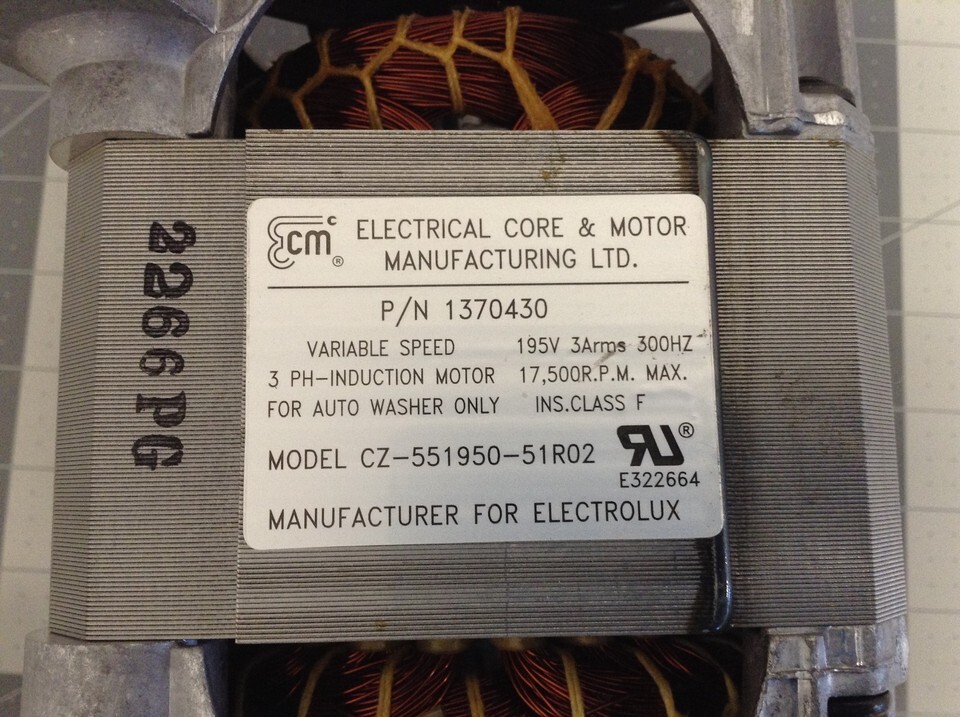 Ecm c ®
ELECTRICAL CORE & MOTOR
MANUFACTURING LTD.
P/N 1370430
VARIABLE SPEED 195V 3Arms 300HZ
3 PH-INDUCTION MOTOR 17,500R.P.M. MAX.
FOR AUTO WASHER ONLY INS.CLASS F
MODEL CZ-551950-51R02 RU ®
E322664
MANUFACTURER FOR ELECTROLUX
2266PG